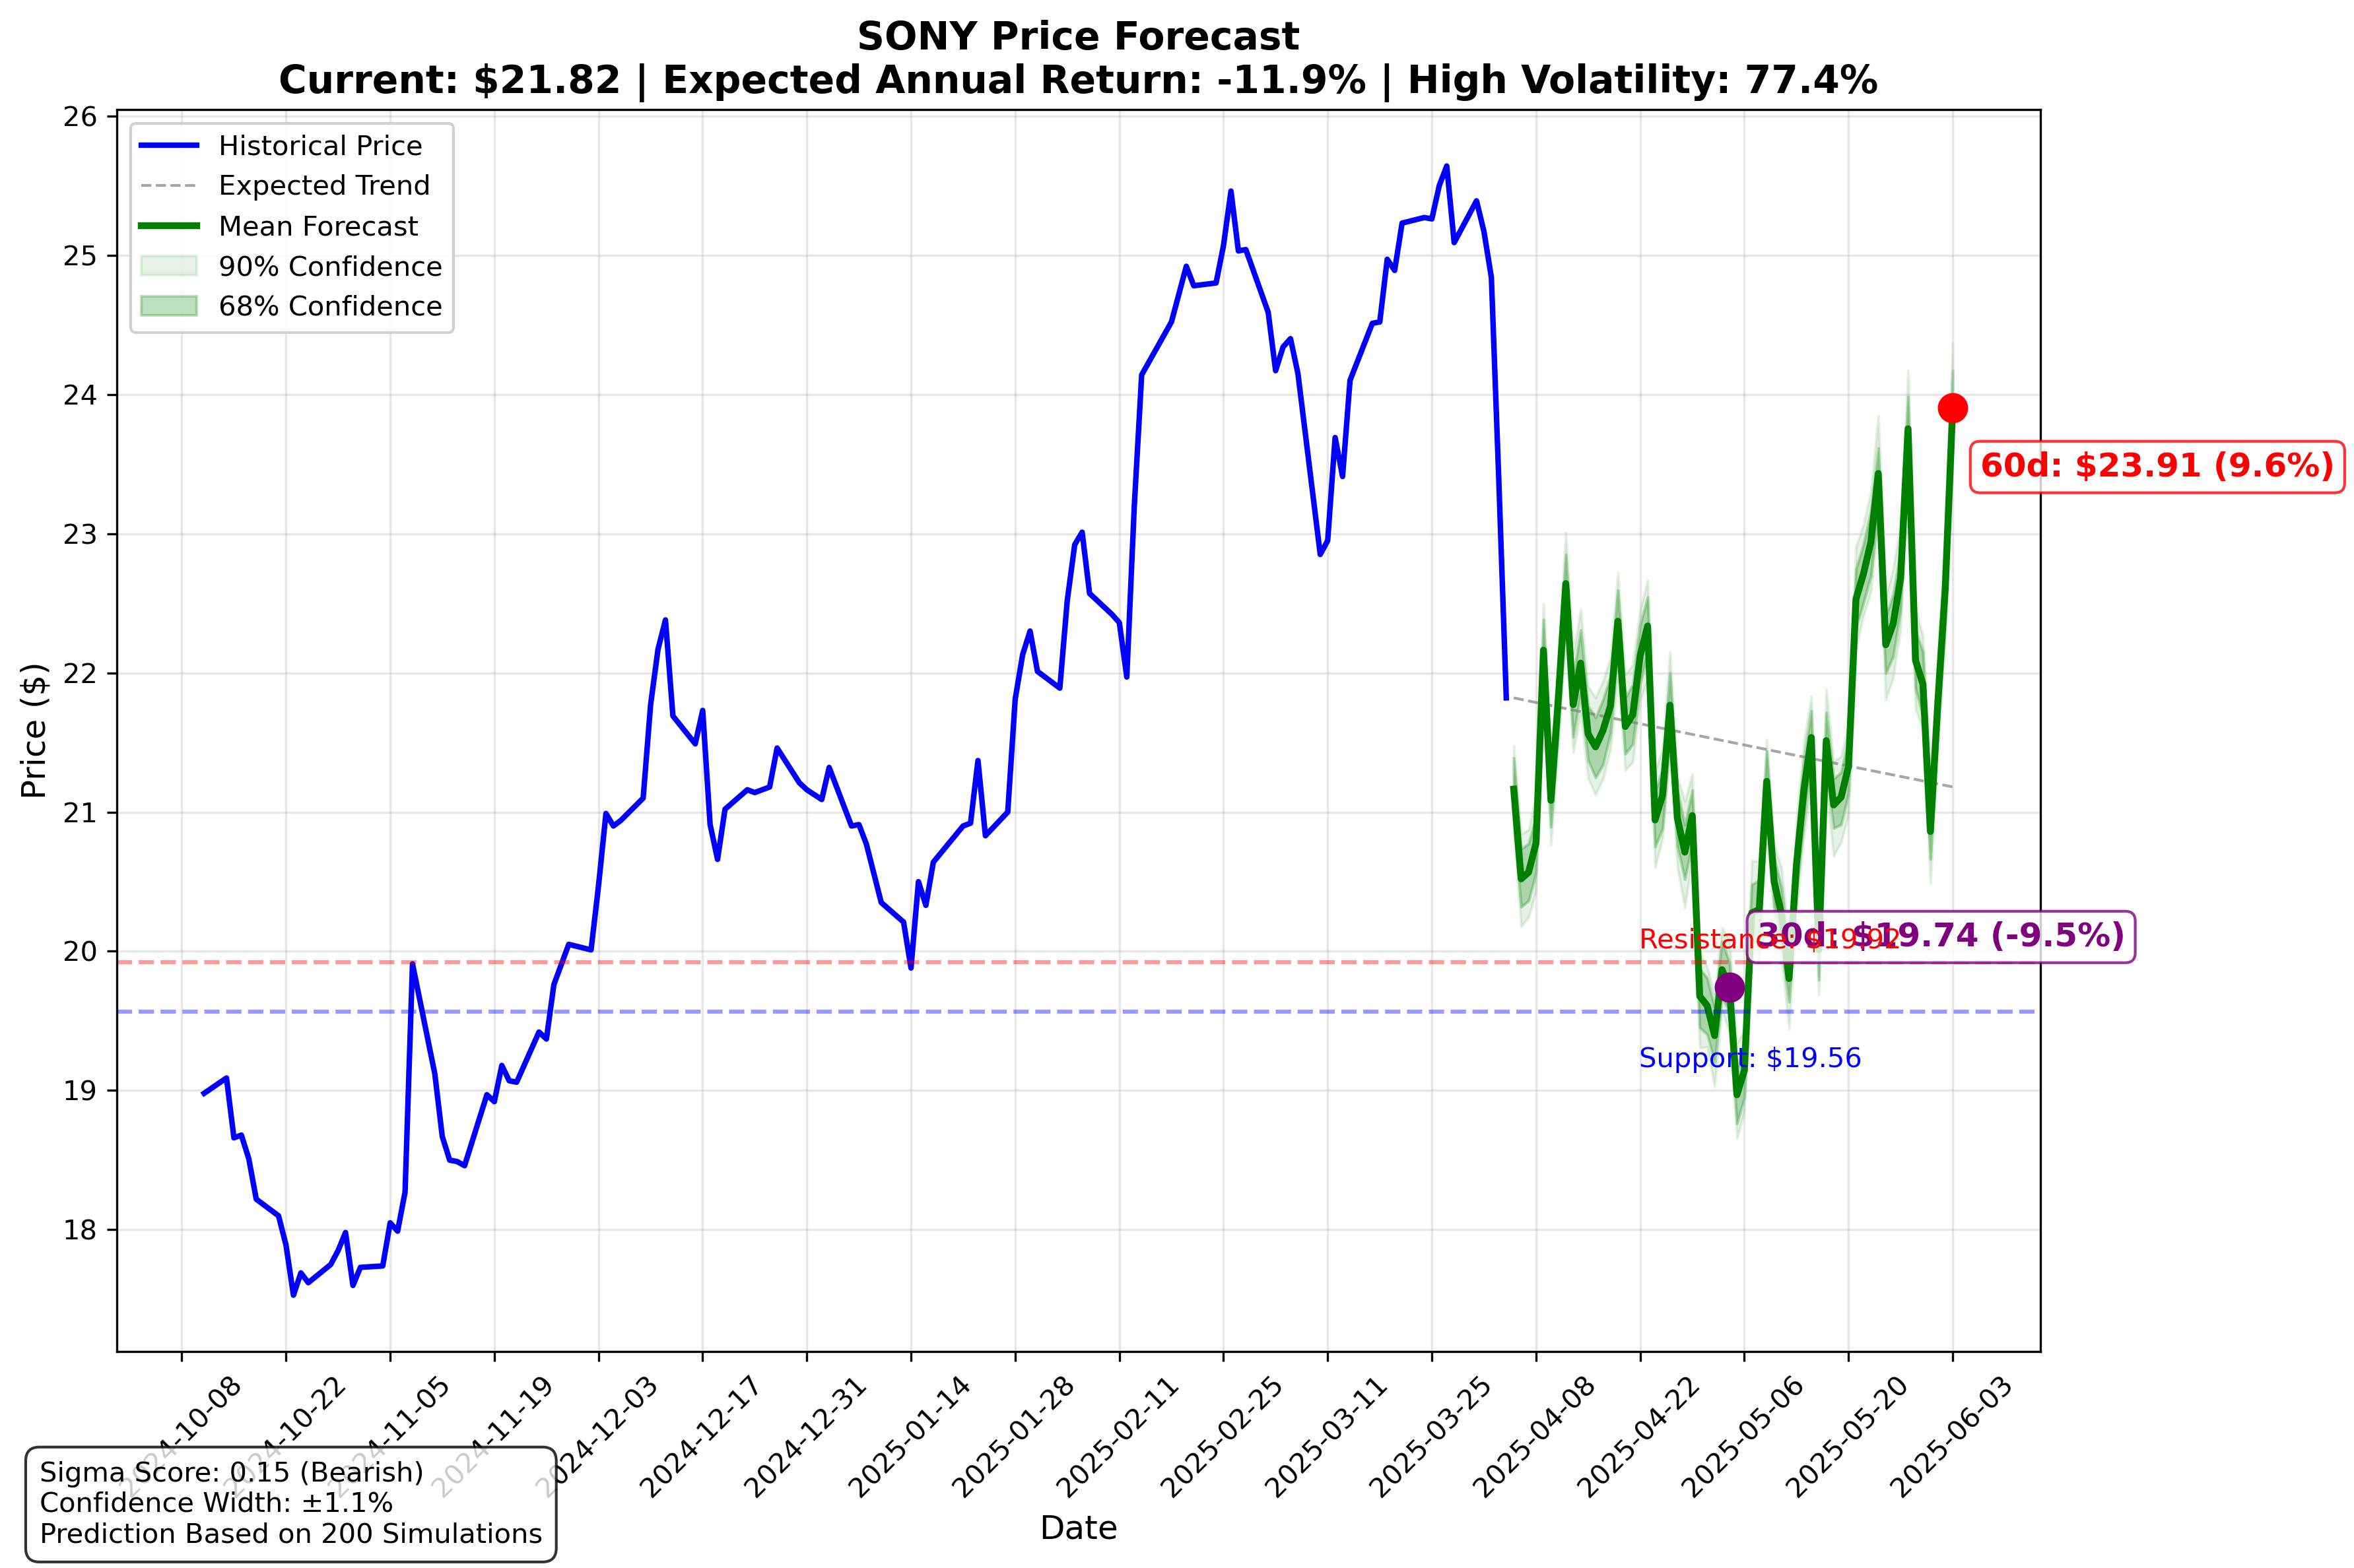 SONY Price Forecast
Current: $21.82 | Expected Annual Return: -11.9% | High Volatility: 77.4%
Historical Price
Expected Trend
Mean Forecast
90% Confidence
68% Confidence
Price ($)
26
25
24
23
22
21
20
19
18
60d: $23.91 (9.6%)
Resistance: $19.92
30d: $19.74 (-9.5%)
Support: $19.56
2024-10-08
2024-10-22
2024-11-05
2024-11-19
2024-12-03
2024-12-17
2024-12-31
2025-01-14
2025-01-28
2025-02-11
2025-02-25
2025-03-11
2025-03-25
2025-04-08
2025-04-22
2025-05-06
2025-05-20
2025-06-03
Date
Sigma Score: 0.15 (Bearish)
Confidence Width: ±1.1%
Prediction Based on 200 Simulations